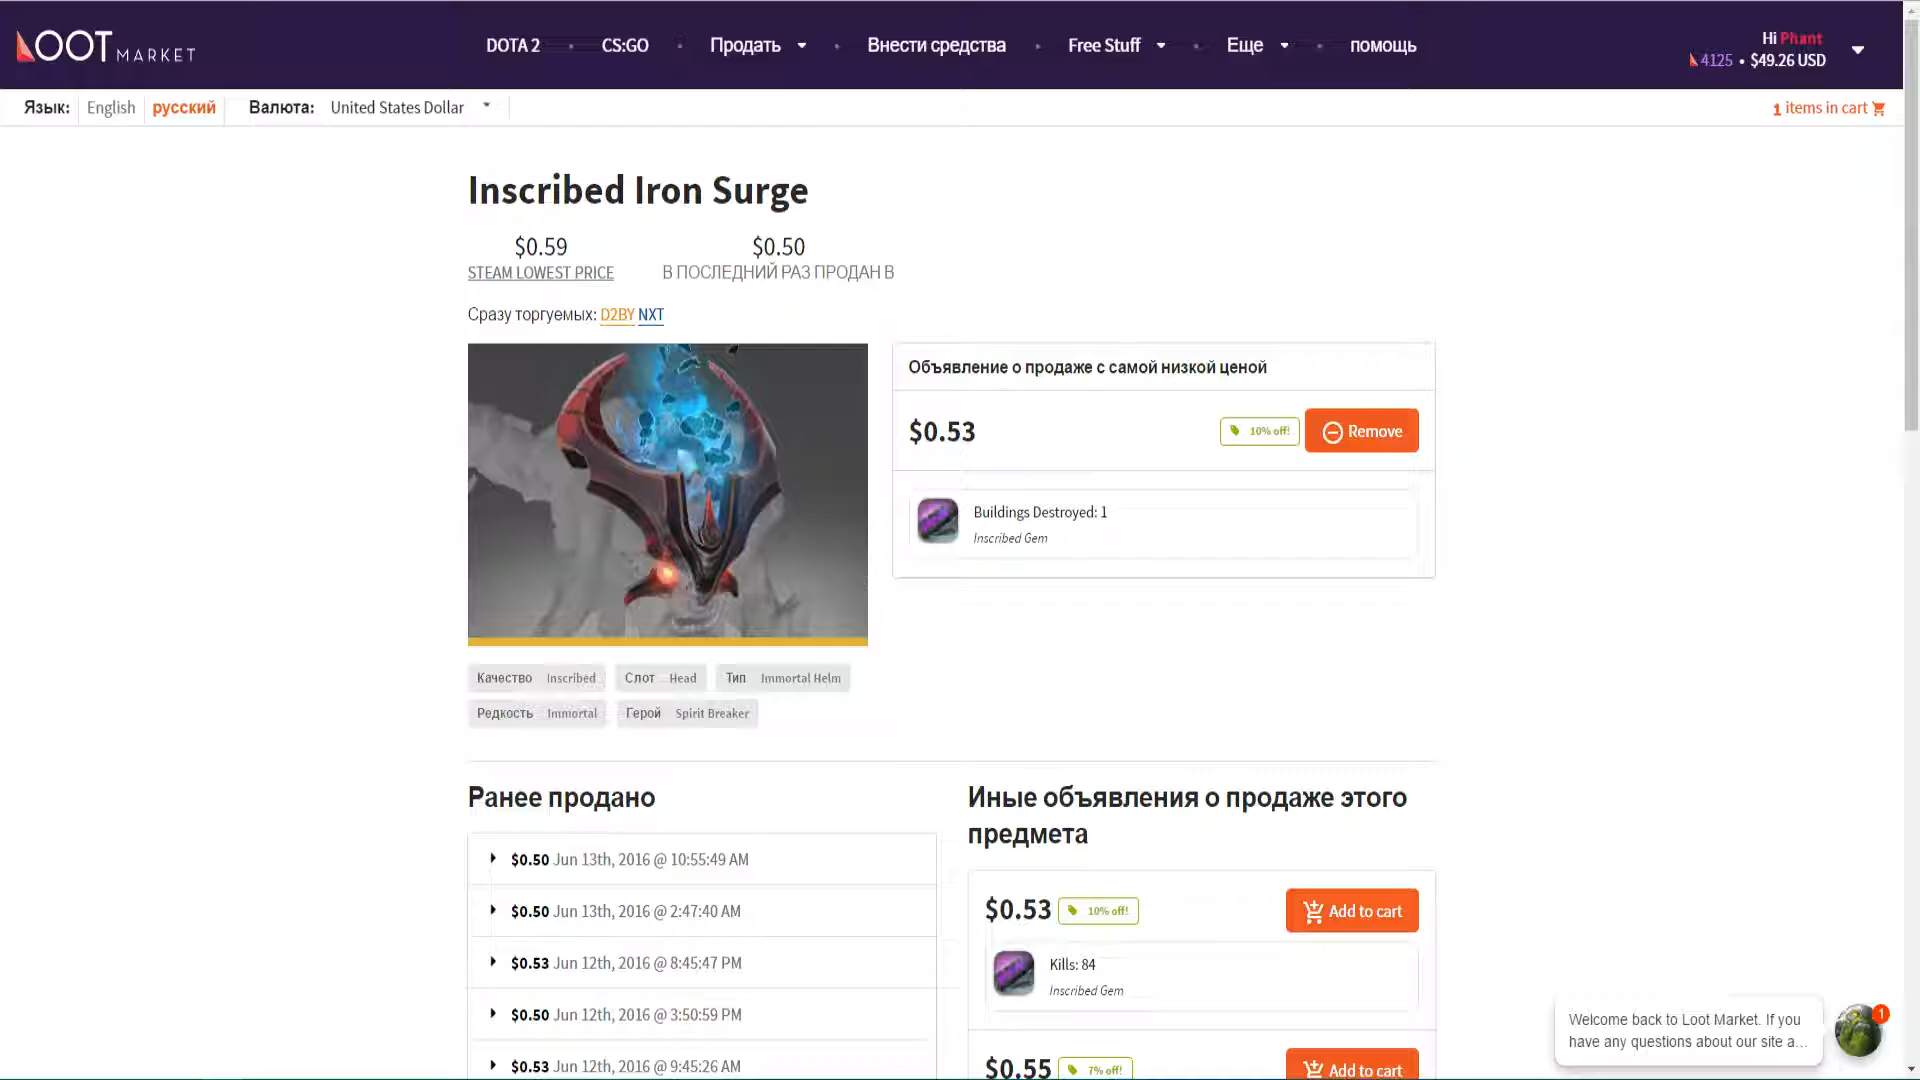 LOOT MARKET
DOTA 2 • CS:GO • Продать • Внести средства • Free Stuff • Еще • помощь
Hi Phant
4125 • $49.26 USD
Язык: English русский Валюта: United States Dollar
1 items in cart
Inscribed Iron Surge
$0.59 $0.50
STEAM LOWEST PRICE В ПОСЛЕДНИЙ РАЗ ПРОДАН В
Сразу торгуемых: D2BY NXT
Объявление о продаже с самой низкой ценой
$0.53 10% off! Remove
Buildings Destroyed: 1
Inscribed Gem
Качество Inscribed Слот Head Тип Immortal Helm
Редкость Immortal Герой Spirit Breaker
Ранее продано
$0.50 Jun 13th, 2016 @ 10:55:49 AM
$0.50 Jun 13th, 2016 @ 2:47:40 AM
$0.53 Jun 12th, 2016 @ 8:45:47 PM
$0.50 Jun 12th, 2016 @ 3:50:59 PM
$0.53 Jun 12th, 2016 @ 9:45:26 AM
Иные объявления о продаже этого
предмета
$0.53 10% off! Add to cart
Kills: 84
Inscribed Gem
$0.55 7% off! Add to cart
Welcome back to Loot Market. If you
have any questions about our site a...
1